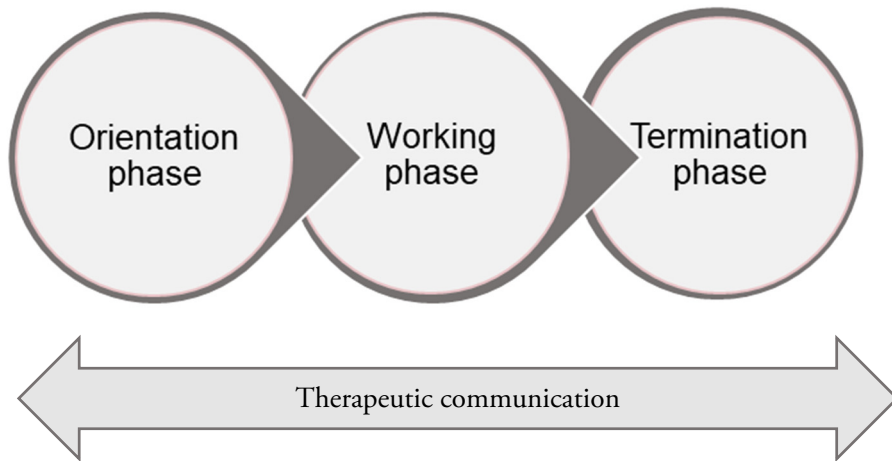 Orientation
phase
Working
phase
Termination
phase
Therapeutic communication